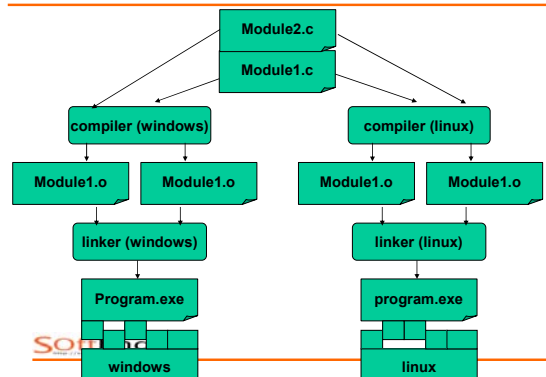 Module2.c
Module1.c
compiler (windows)
compiler (linux)
Module1.o
Module1.o
Module1.o
Module1.o
linker (windows)
linker (linux)
Program.exe
program.exe
windows
linux